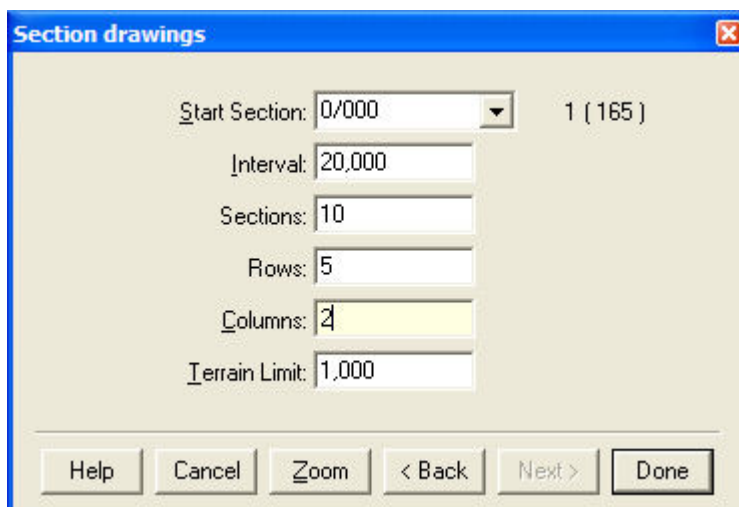 Section drawings
Start Section: 0/000 1 ( 165 )
Interval: 20,000
Sections: 10
Rows: 5
Columns: 2
Terrain Limit: 1,000
Help Cancel Zoom < Back Next > Done